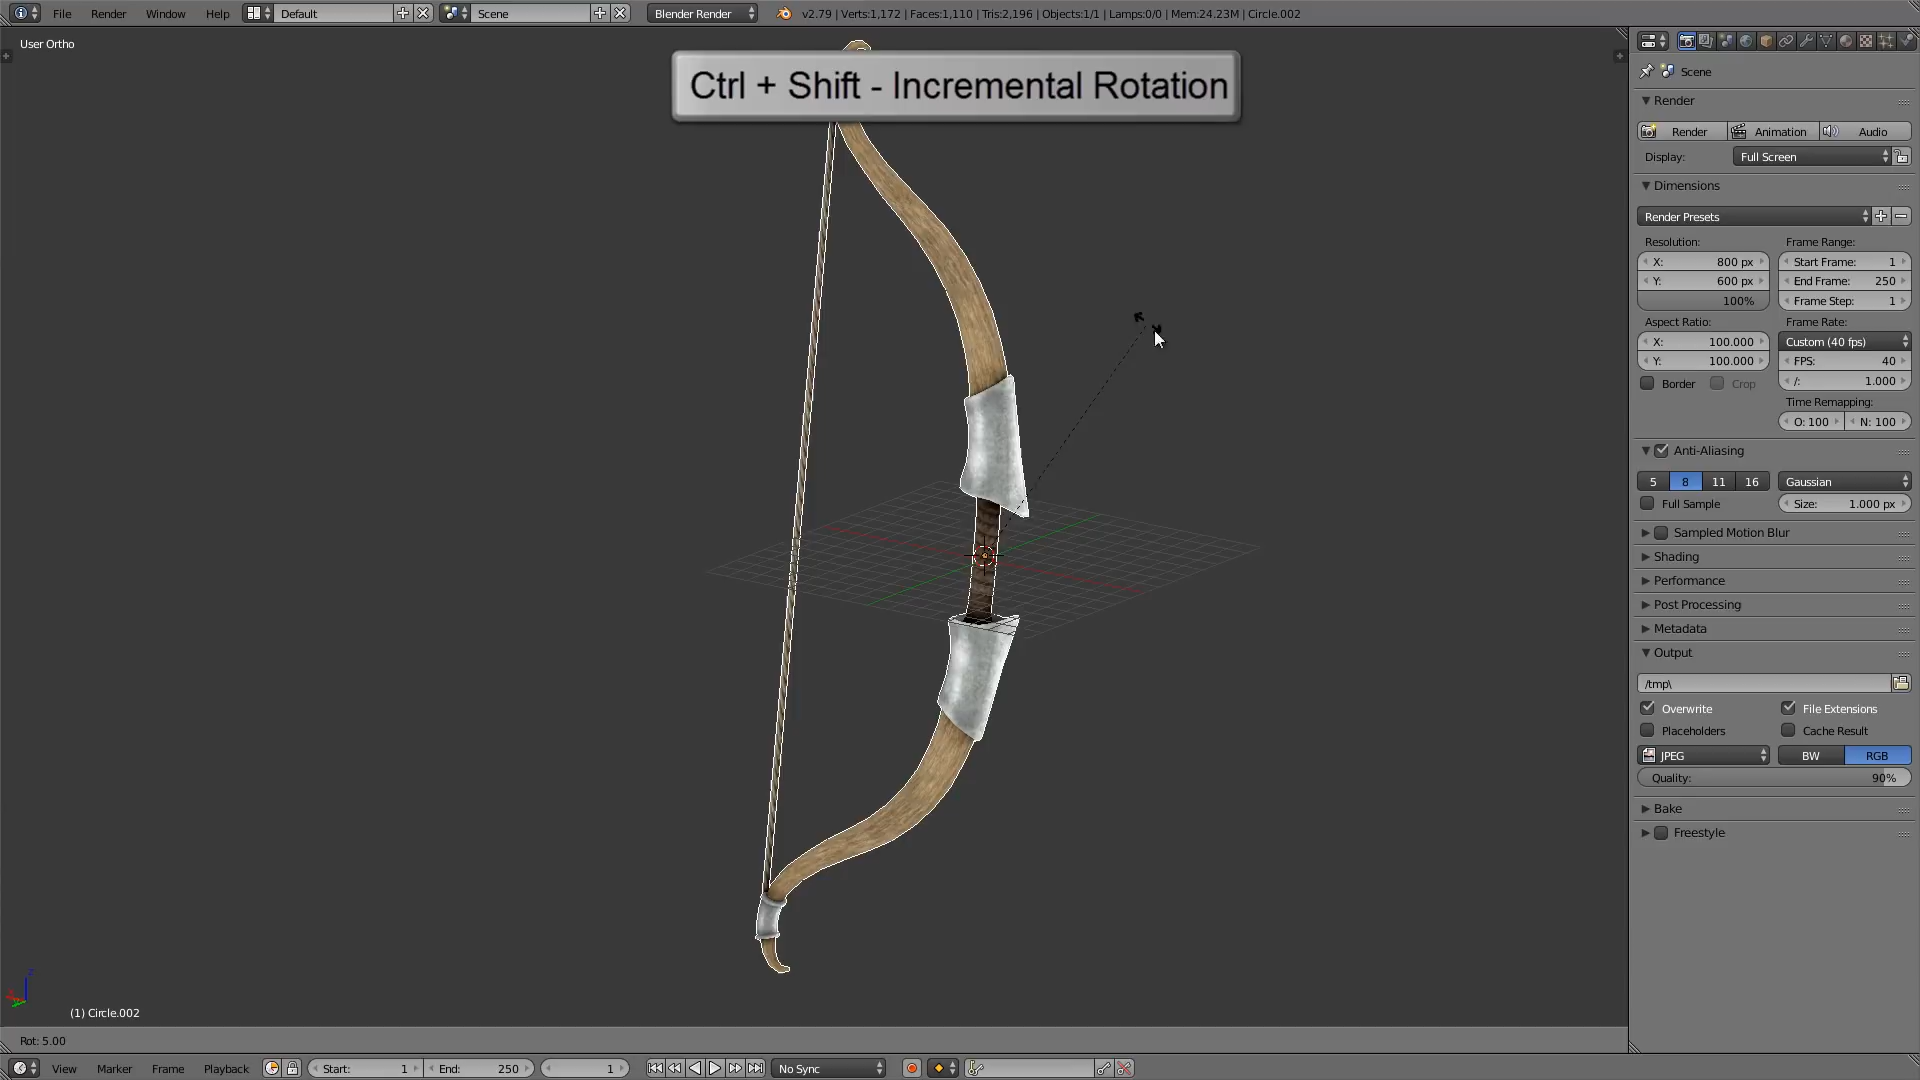 File Render Window Help Default Scene Blender Render v2.79 | Verts:1,172 | Faces:1,110 | Tris:2,196 | Objects:1/1 | Lamps:0/0 | Mem:24.23M | Circle.002
User Ortho
Ctrl + Shift - Incremental Rotation
(1) Circle.002
Rot: 5.00
Scene
Render
Render Animation Audio
Display: Full Screen
Dimensions
Render Presets
Resolution: Frame Range:
X: 800 px Start Frame: 1
Y: 600 px End Frame: 250
100% Frame Step: 1
Aspect Ratio: Frame Rate:
X: 100.000 Custom (40 fps)
Y: 100.000 FPS: 40
Border Crop /: 1.000
Time Remapping:
O: 100 N: 100
Anti-Aliasing
5 8 11 16 Gaussian
Full Sample Size: 1.000 px
Sampled Motion Blur
Shading
Performance
Post Processing
Metadata
Output
/tmp\
Overwrite File Extensions
Placeholders Cache Result
JPEG BW RGB
Quality: 90%
Bake
Freestyle
View Marker Frame Playback Start: 1 End: 250 1 No Sync